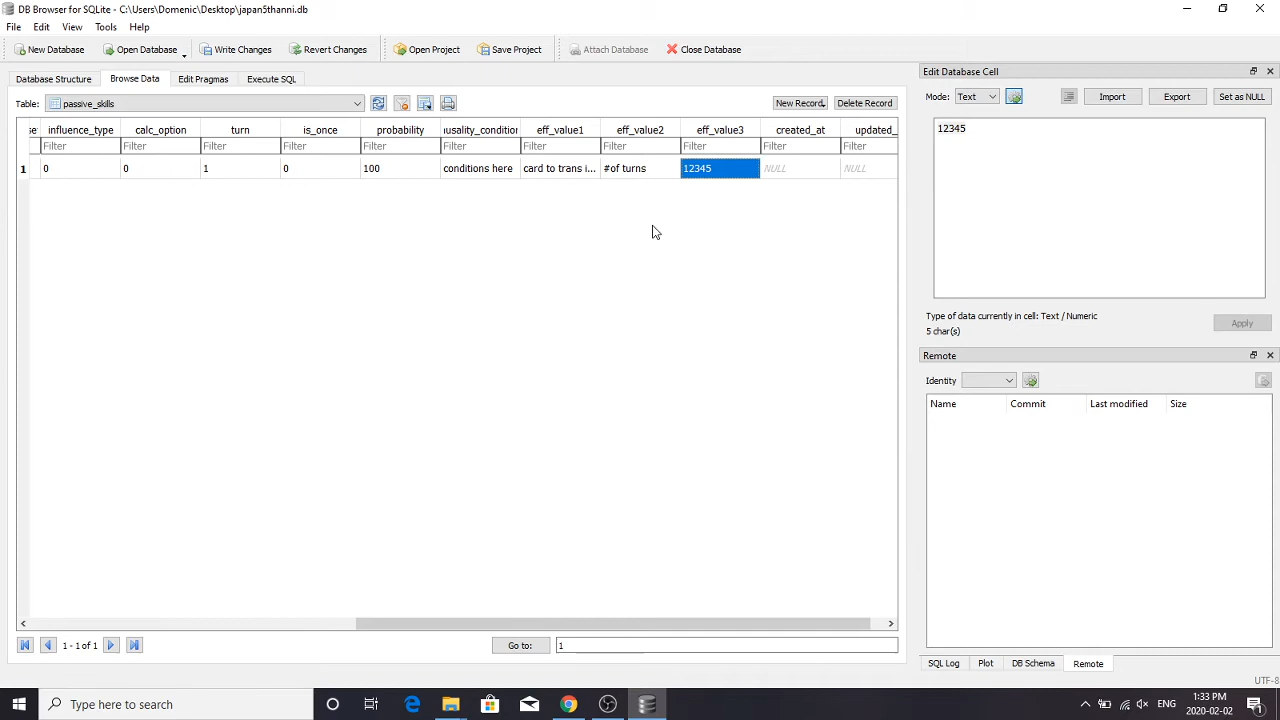 DB Browser for SQLite - C:\Users\Domenic\Desktop\japan5thanni.db
File Edit View Tools Help
New Database Open Database Write Changes Revert Changes Open Project Save Project Attach Database Close Database
Database Structure Browse Data Edit Pragmas Execute SQL
Table: passive_skills New Record Delete Record
influence_type calc_option turn is_once probability usality_condition eff_value1 eff_value2 eff_value3 created_at updated_
Filter Filter Filter Filter Filter Filter Filter Filter Filter Filter Filter
1 0 0 1 0 100 conditions here card to trans i... #of turns 12345 NULL NULL
1 - 1 of 1 Go to: 1
Edit Database Cell
Mode: Text Import Export Set as NULL
12345
Type of data currently in cell: Text / Numeric
5 char(s)
Apply
Remote
Identity
Name Commit Last modified Size
SQL Log Plot DB Schema Remote
UTF-8
Type here to search
ENG
1:33 PM
2020-02-02
1